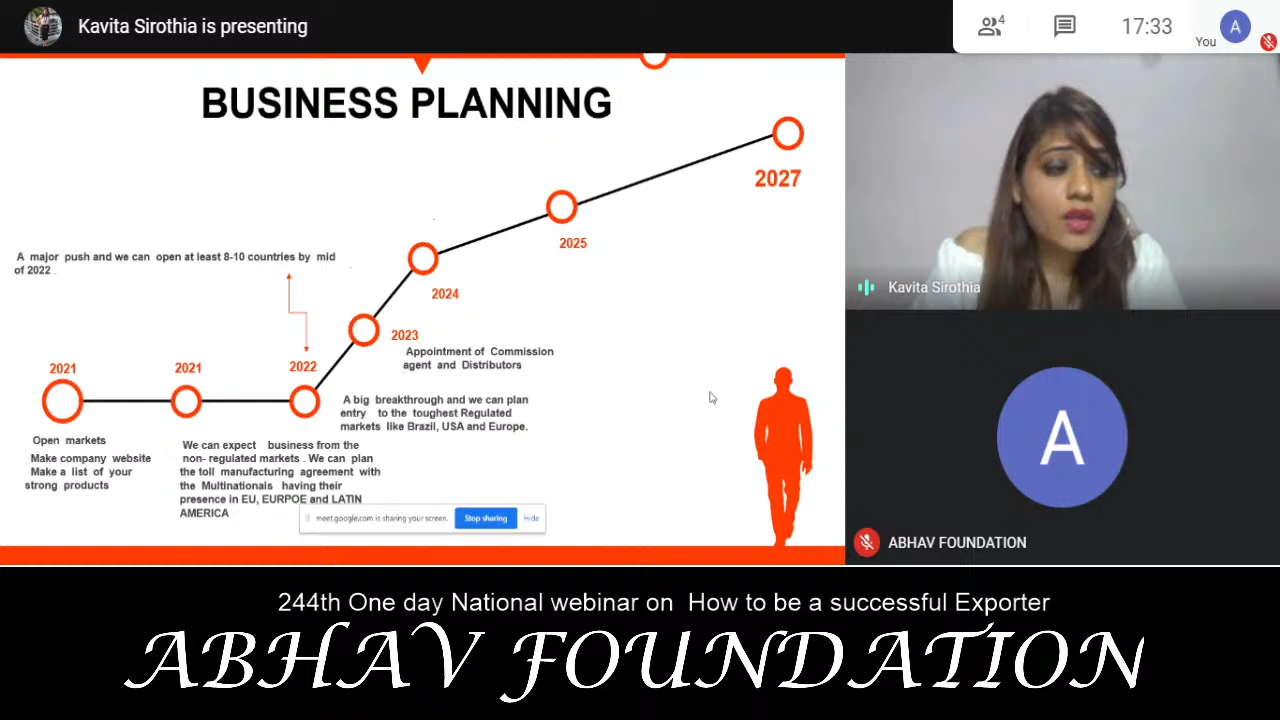 Kavita Sirothia is presenting
4
17:33
You
A
BUSINESS PLANNING
2027
2025
A major push and we can open at least 8-10 countries by mid
of 2022 .
2024
2023
Appointment of Commission
agent and Distributors
2021
2021
2022
A big breakthrough and we can plan
entry to the toughest Regulated
markets like Brazil, USA and Europe.
Open markets
Make company website
Make a list of your
strong products
We can expect business from the
non- regulated markets . We can plan
the toll manufacturing agreement with
the Multinationals having their
presence in EU, EURPOE and LATIN
AMERICA
meet.google.com is sharing your screen.
Stop sharing
Hide
Kavita Sirothia
A
ABHAV FOUNDATION
244th One day National webinar on How to be a successful Exporter
ABHAV FOUNDATION